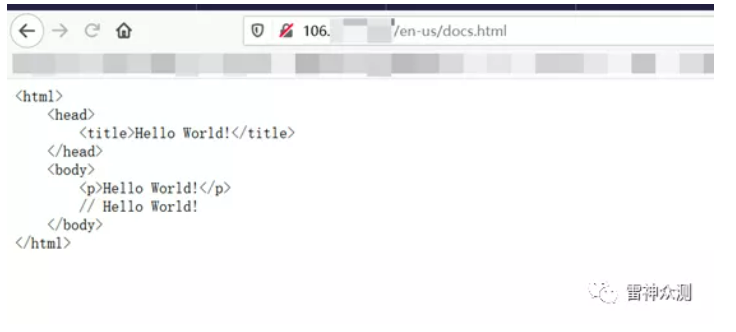 106. /en-us/docs.html
<html>
<head>
<title>Hello World!</title>
</head>
<body>
<p>Hello World!</p>
// Hello World!
</body>
</html>
雷神众测